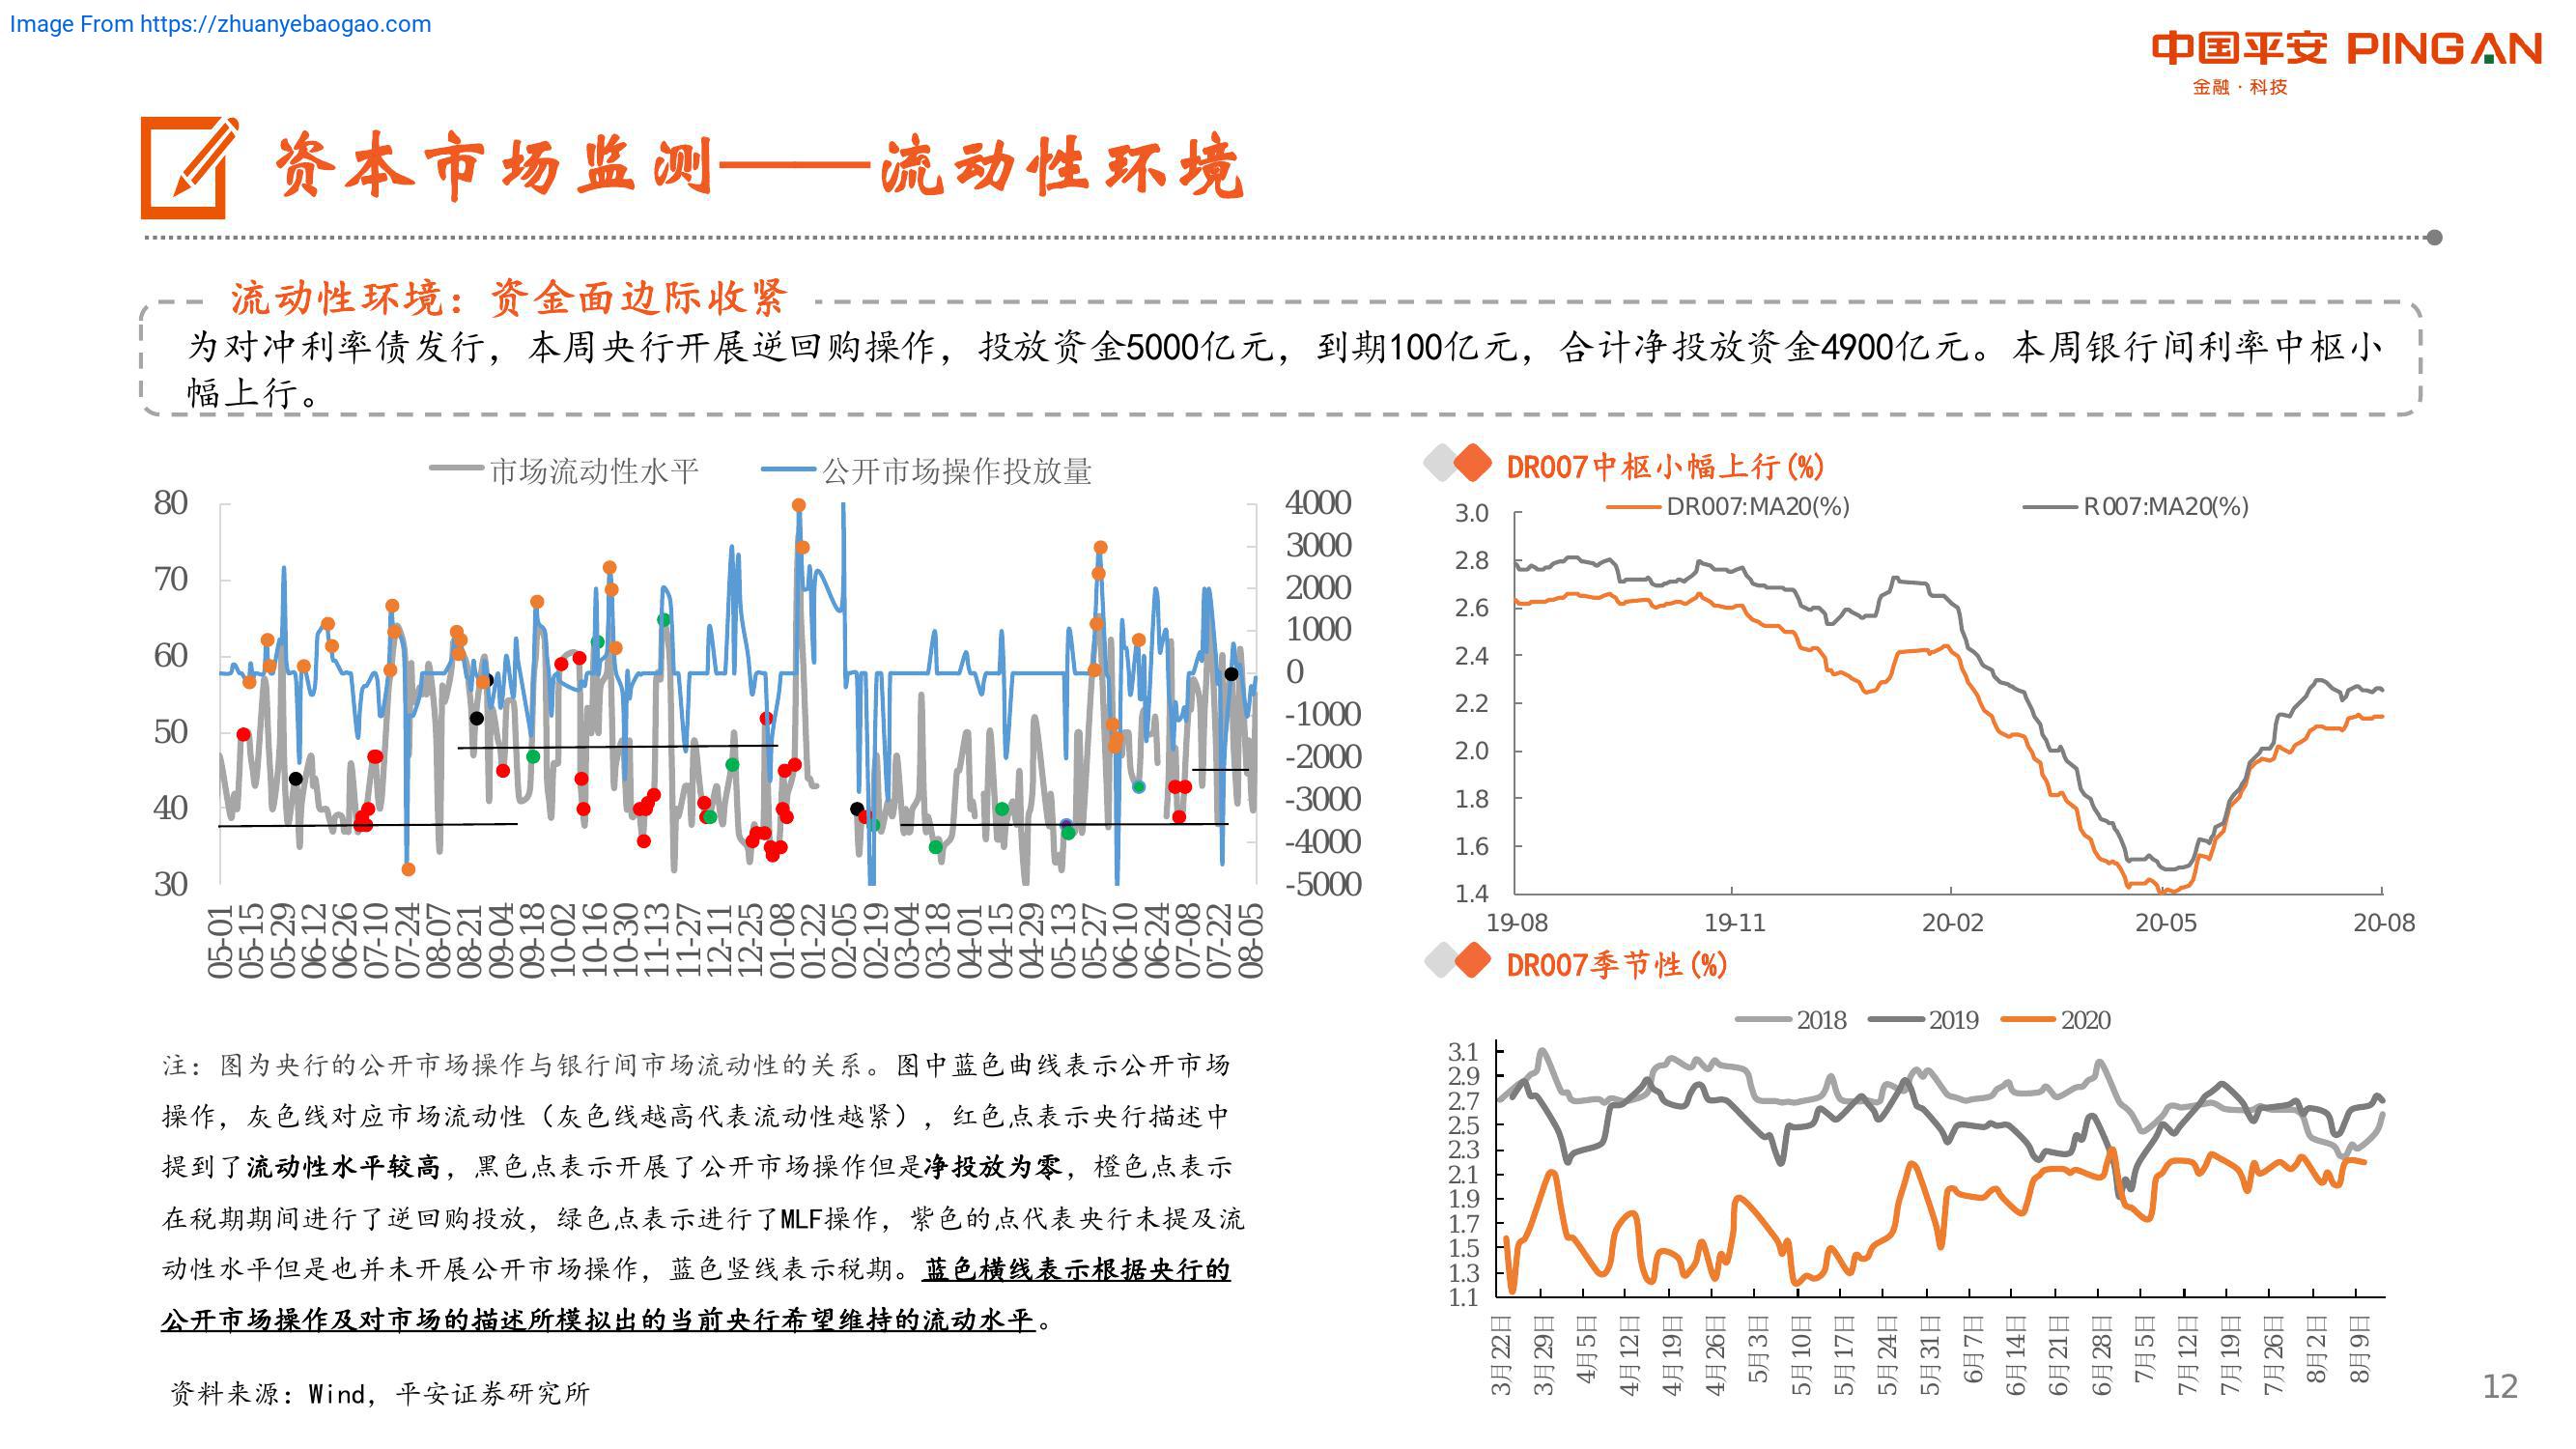 Image From https://zhuanyebaogao.com
中国平安 PINGAN
金融·科技
资本市场监测——流动性环境
流动性环境：资金面边际收紧
为对冲利率债发行，本周央行开展逆回购操作，投放资金5000亿元，到期100亿元，合计净投放资金4900亿元。本周银行间利率中枢小
幅上行。
市场流动性水平 公开市场操作投放量
80
70
60
50
40
30
4000
3000
2000
1000
0
-1000
-2000
-3000
-4000
-5000
05-01 05-15 05-29 06-12 06-26 07-10 07-24 08-07 08-21 09-04 09-18 10-02 10-16 10-30 11-13 11-27 12-11 12-25 01-08 01-22 02-05 02-19 03-04 03-18 04-01 04-15 04-29 05-13 05-27 06-10 06-24 07-08 07-22 08-05
注：图为央行的公开市场操作与银行间市场流动性的关系。图中蓝色曲线表示公开市场
操作，灰色线对应市场流动性（灰色线越高代表流动性越紧），红色点表示央行描述中
提到了流动性水平较高，黑色点表示开展了公开市场操作但是净投放为零，橙色点表示
在税期期间进行了逆回购投放，绿色点表示进行了MLF操作，紫色的点代表央行未提及流
动性水平但是也并未开展公开市场操作，蓝色竖线表示税期。蓝色横线表示根据央行的
公开市场操作及对市场的描述所模拟出的当前央行希望维持的流动水平。
资料来源：Wind，平安证券研究所
DR007中枢小幅上行(%)
DR007:MA20(%) R007:MA20(%)
3.0
2.8
2.6
2.4
2.2
2.0
1.8
1.6
1.4
19-08 19-11 20-02 20-05 20-08
DR007季节性(%)
2018 2019 2020
3.1
2.9
2.7
2.5
2.3
2.1
1.9
1.7
1.5
1.3
1.1
3月22日 3月29日 4月5日 4月12日 4月19日 4月26日 5月3日 5月10日 5月17日 5月24日 5月31日 6月7日 6月14日 6月21日 6月28日 7月5日 7月12日 7月19日 7月26日 8月2日 8月9日
12